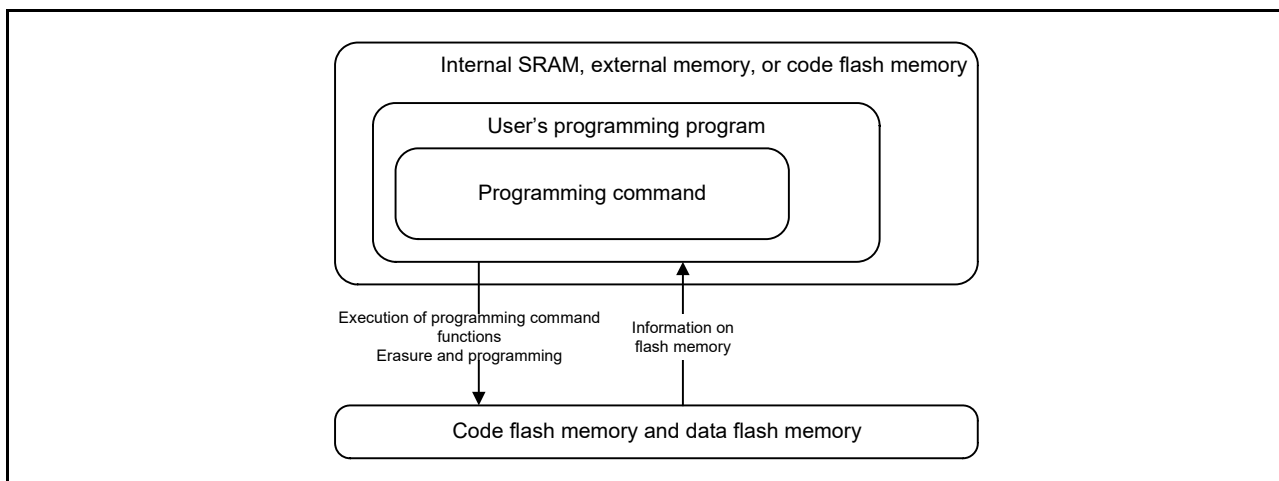 Internal SRAM, external memory, or code flash memory
User’s programming program
Programming command
Execution of programming command
functions
Erasure and programming
Information on
flash memory
Code flash memory and data flash memory